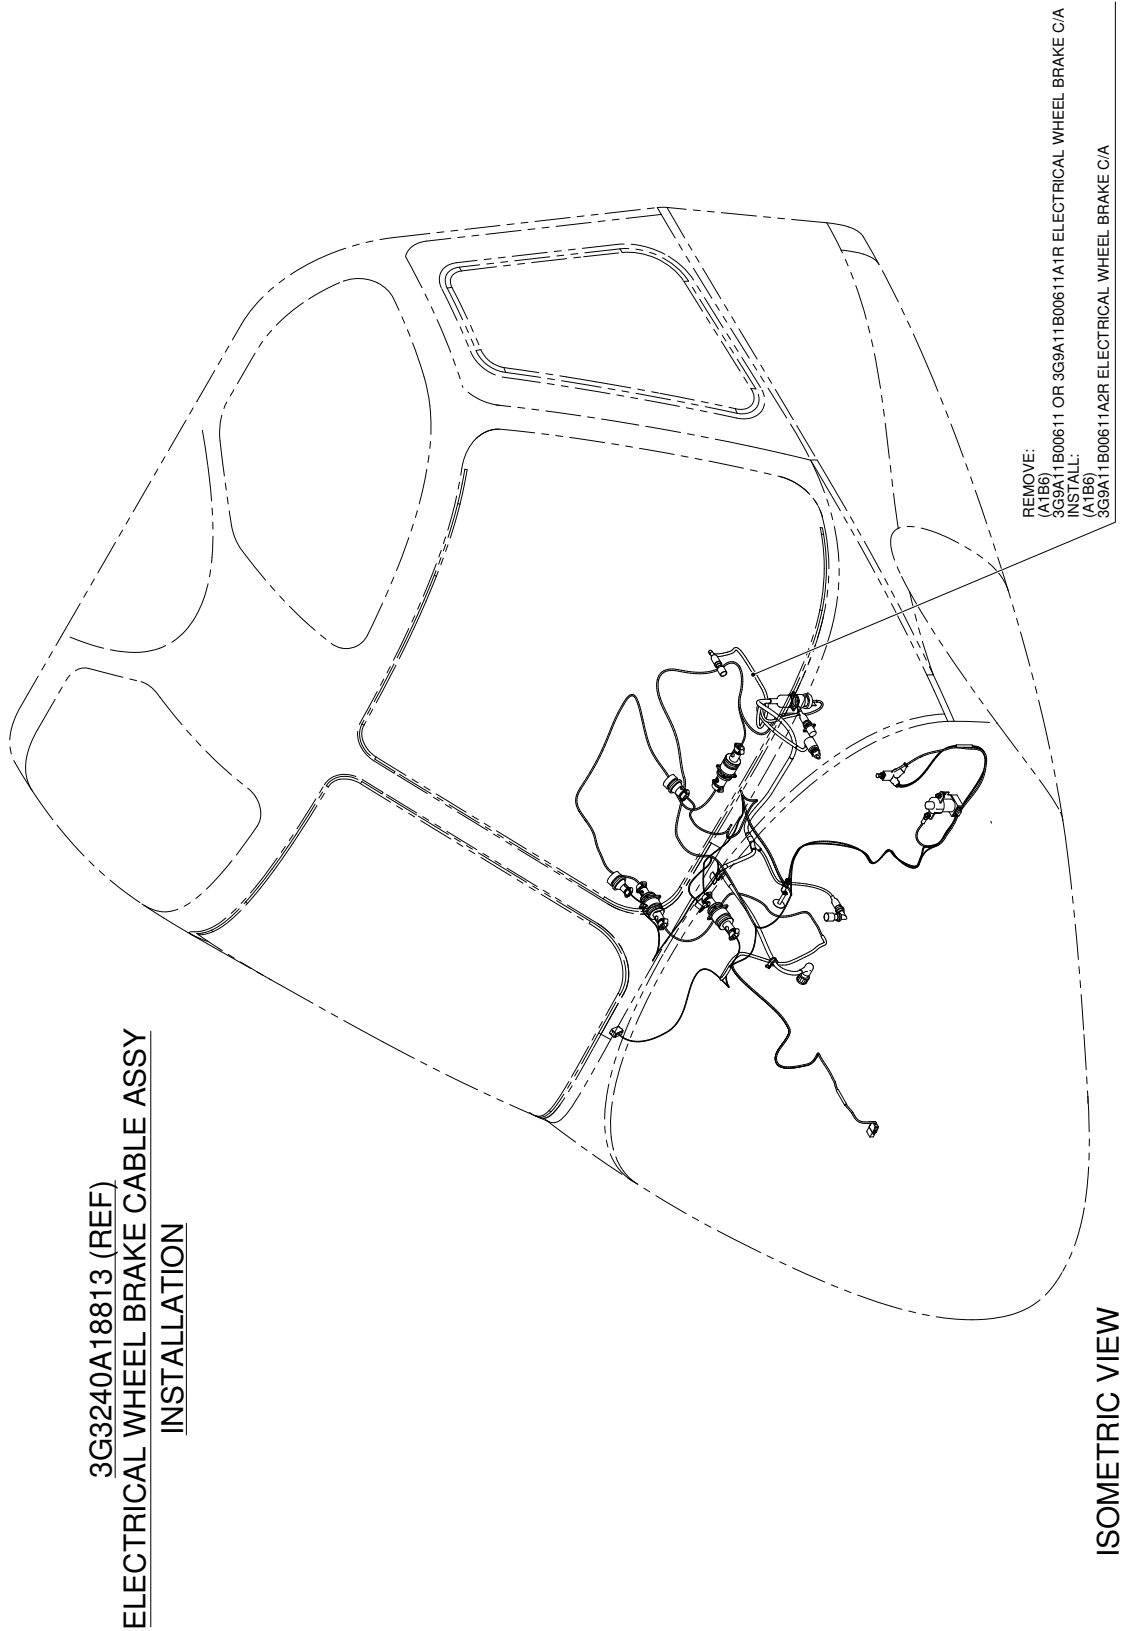 3G3240A18813 (REF)
ELECTRICAL WHEEL BRAKE CABLE ASSY
INSTALLATION
REMOVE:
(A1B6)
3G9A11B00611 OR 3G9A11B00611A1R ELECTRICAL WHEEL BRAKE C/A
INSTALL:
(A1B6)
3G9A11B00611A2R ELECTRICAL WHEEL BRAKE C/A
ISOMETRIC VIEW